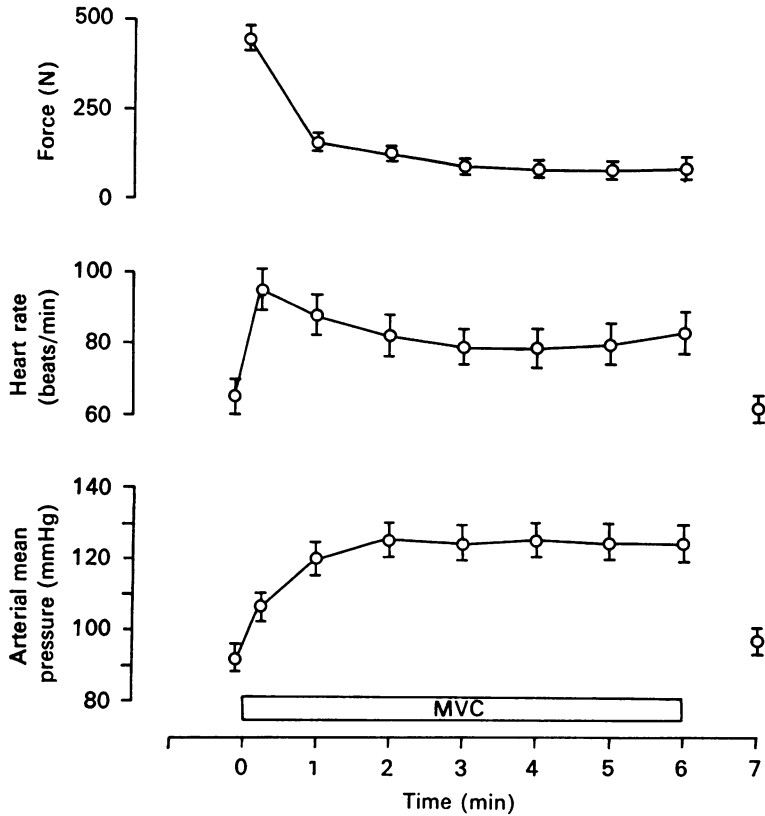 500
250
0
Force (N)
100
80
60
Heart rate
(beats/min)
140
120
100
80
Arterial mean
pressure (mmHg)
MVC
0 1 2 3 4 5 6 7
Time (min)